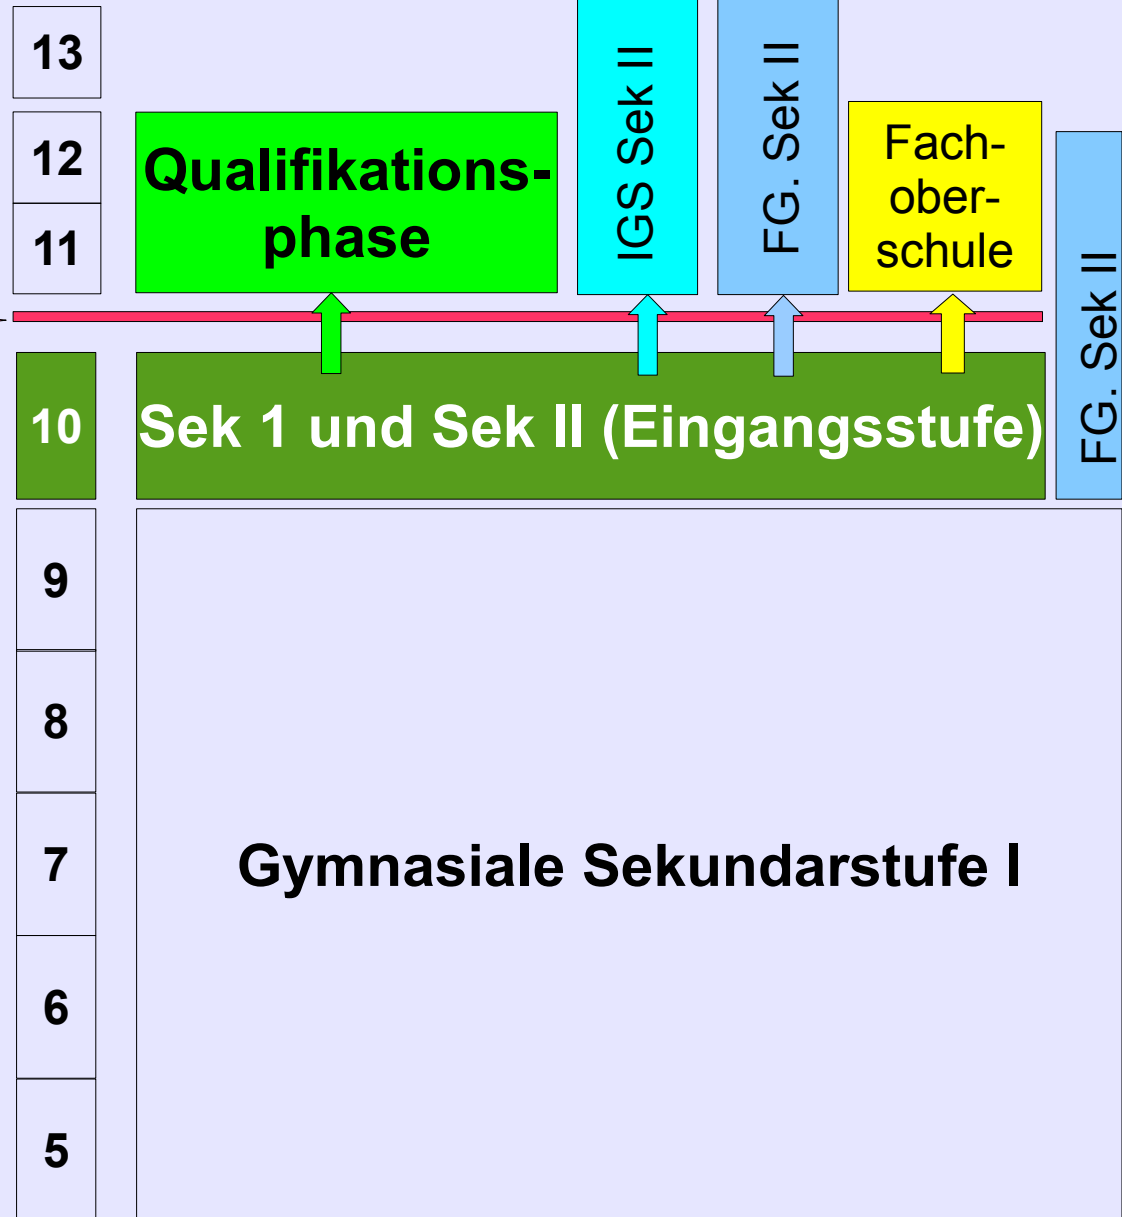 13
12
11
10
9
8
7
6
5
Qualifikations-
phase
IGS Sek II
FG. Sek II
Fach-
ober-
schule
FG. Sek II
Sek 1 und Sek II (Eingangsstufe)
Gymnasiale Sekundarstufe I